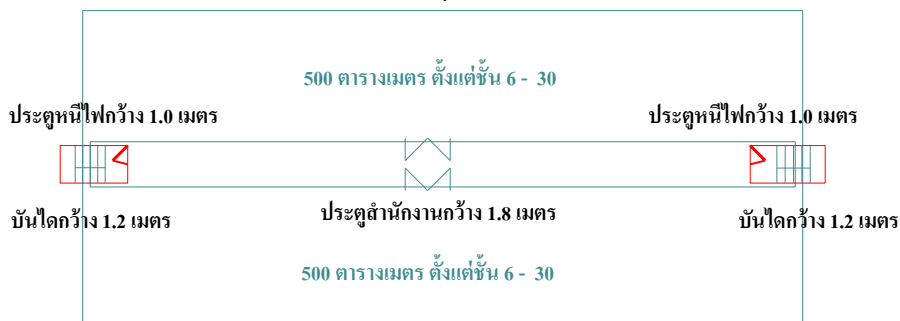 500 ตารางเมตร ตั้งแต่ชั้น 6 - 30
ประตูหนีไฟกว้าง 1.0 เมตร
ประตูหนีไฟกว้าง 1.0 เมตร
บันไดกว้าง 1.2 เมตร
ประตูสำนักงานกว้าง 1.8 เมตร
บันไดกว้าง 1.2 เมตร
500 ตารางเมตร ตั้งแต่ชั้น 6 - 30